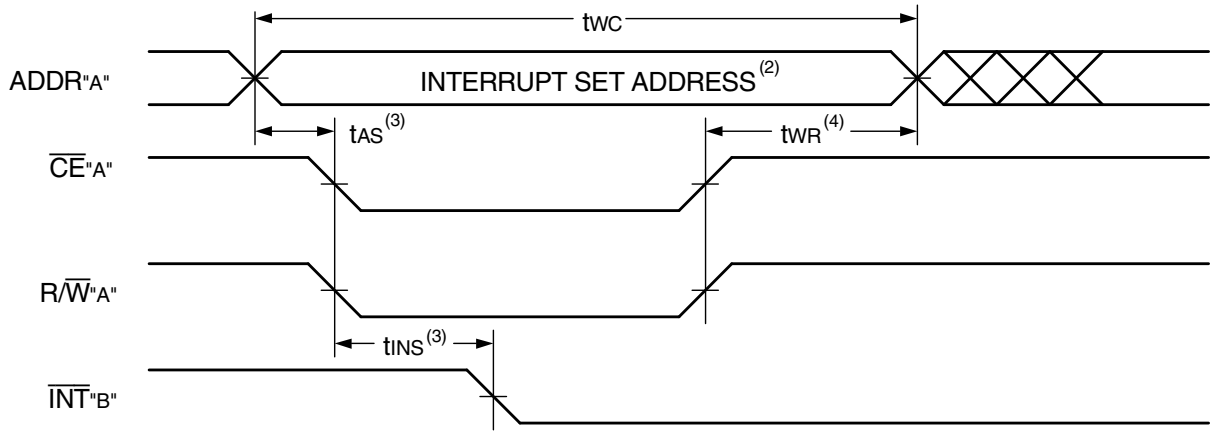 tWC
ADDR"A" INTERRUPT SET ADDRESS(2)
tAS(3) tWR(4)
CE"A"
R/W"A"
tINS(3)
INT"B"